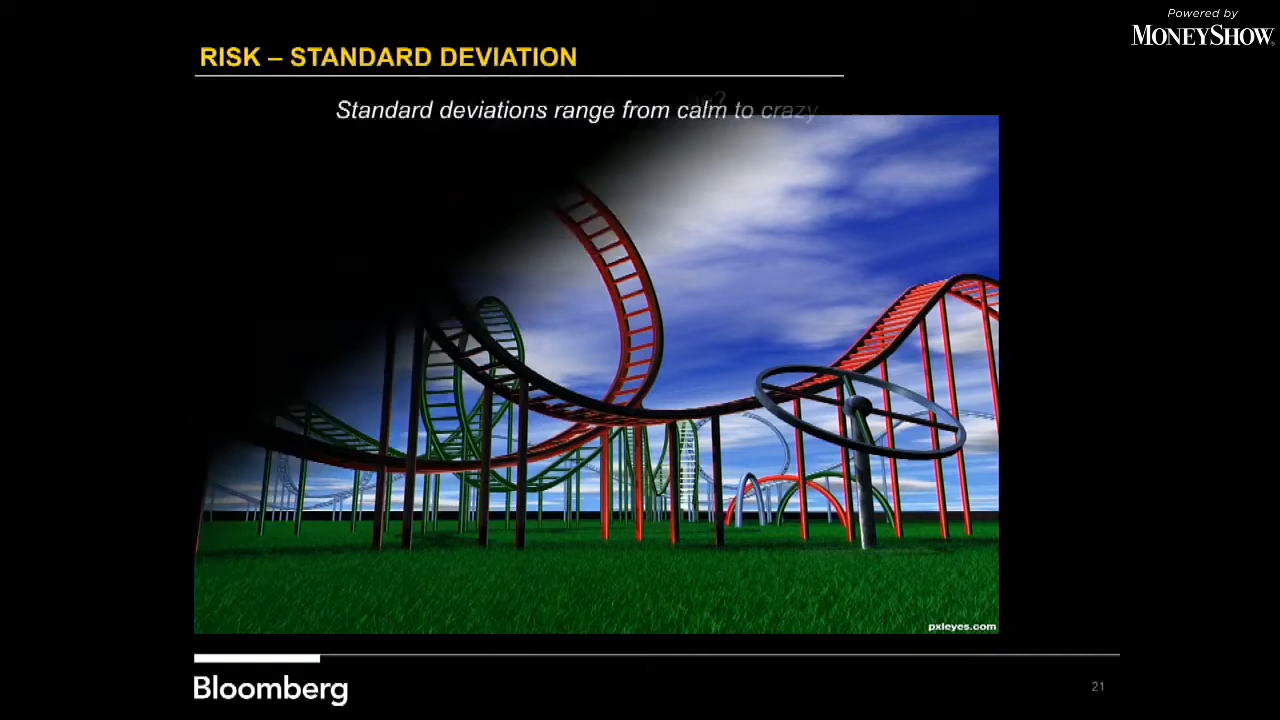 Powered by
MONEYSHOW
RISK – STANDARD DEVIATION
Standard deviations range from calm to crazy
pxleyes.com
Bloomberg
21